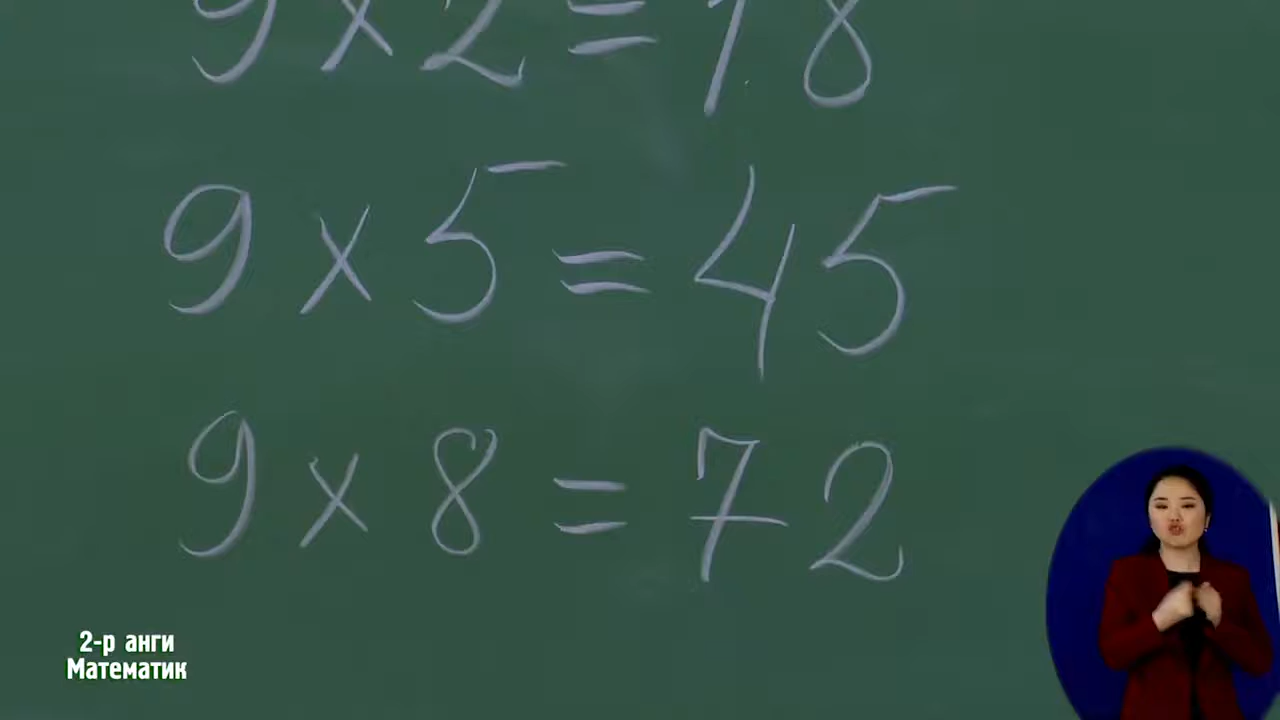 9 × 2 = 18
9 × 5 = 45
9 × 8 = 72
2-р анги
Математик